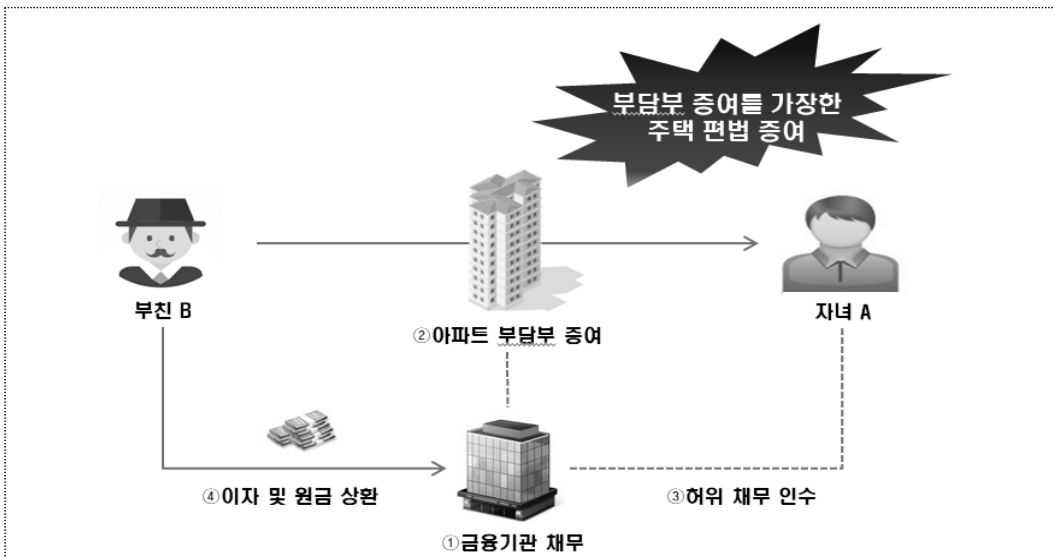 부담부 증여를 가장한
주택 편법 증여
부친 B
자녀 A
②아파트 부담부 증여
④이자 및 원금 상환
③허위 채무 인수
①금융기관 채무